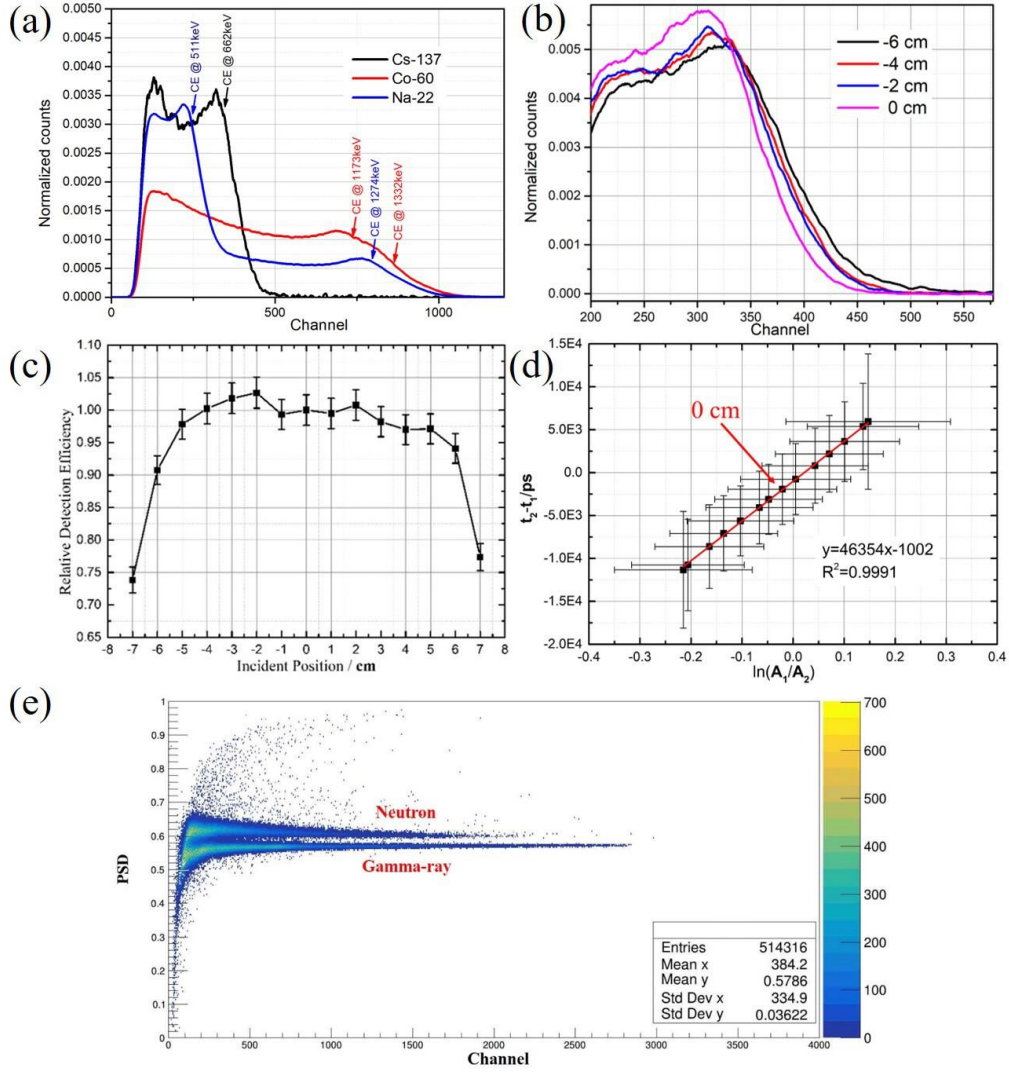 (a)
0.0050
0.0045
0.0040
0.0035
0.0030
0.0025
0.0020
0.0015
0.0010
0.0005
0.0000
Normalized counts
CE @ 511keV
CE @ 662keV
Cs-137
Co-60
Na-22
CE @ 1173keV
CE @ 1274keV
CE @ 1332keV
0 500 1000
Channel
(b)
0.005
0.004
0.003
0.002
0.001
0.000
Normalized counts
-6 cm
-4 cm
-2 cm
0 cm
200 250 300 350 400 450 500 550
Channel
(c)
1.10
1.05
1.00
0.95
0.90
0.85
0.80
0.75
0.70
0.65
Relative Detection Efficiency
-8 -7 -6 -5 -4 -3 -2 -1 0 1 2 3 4 5 6 7 8
Incident Position / cm
(d)
1.5E4
1.0E4
5.0E3
0.0
-5.0E3
-1.0E4
-1.5E4
-2.0E4
t2-t1/ps
0 cm
y=46354x-1002
R²=0.9991
-0.4 -0.3 -0.2 -0.1 0.0 0.1 0.2 0.3 0.4
ln(A1/A2)
(e)
1
0.9
0.8
0.7
0.6
0.5
0.4
0.3
0.2
0.1
0
PSD
Neutron
Gamma-ray
Entries 514316
Mean x 384.2
Mean y 0.5786
Std Dev x 334.9
Std Dev y 0.03622
0 500 1000 1500 2000 2500 3000 3500 4000
Channel
700
600
500
400
300
200
100
0